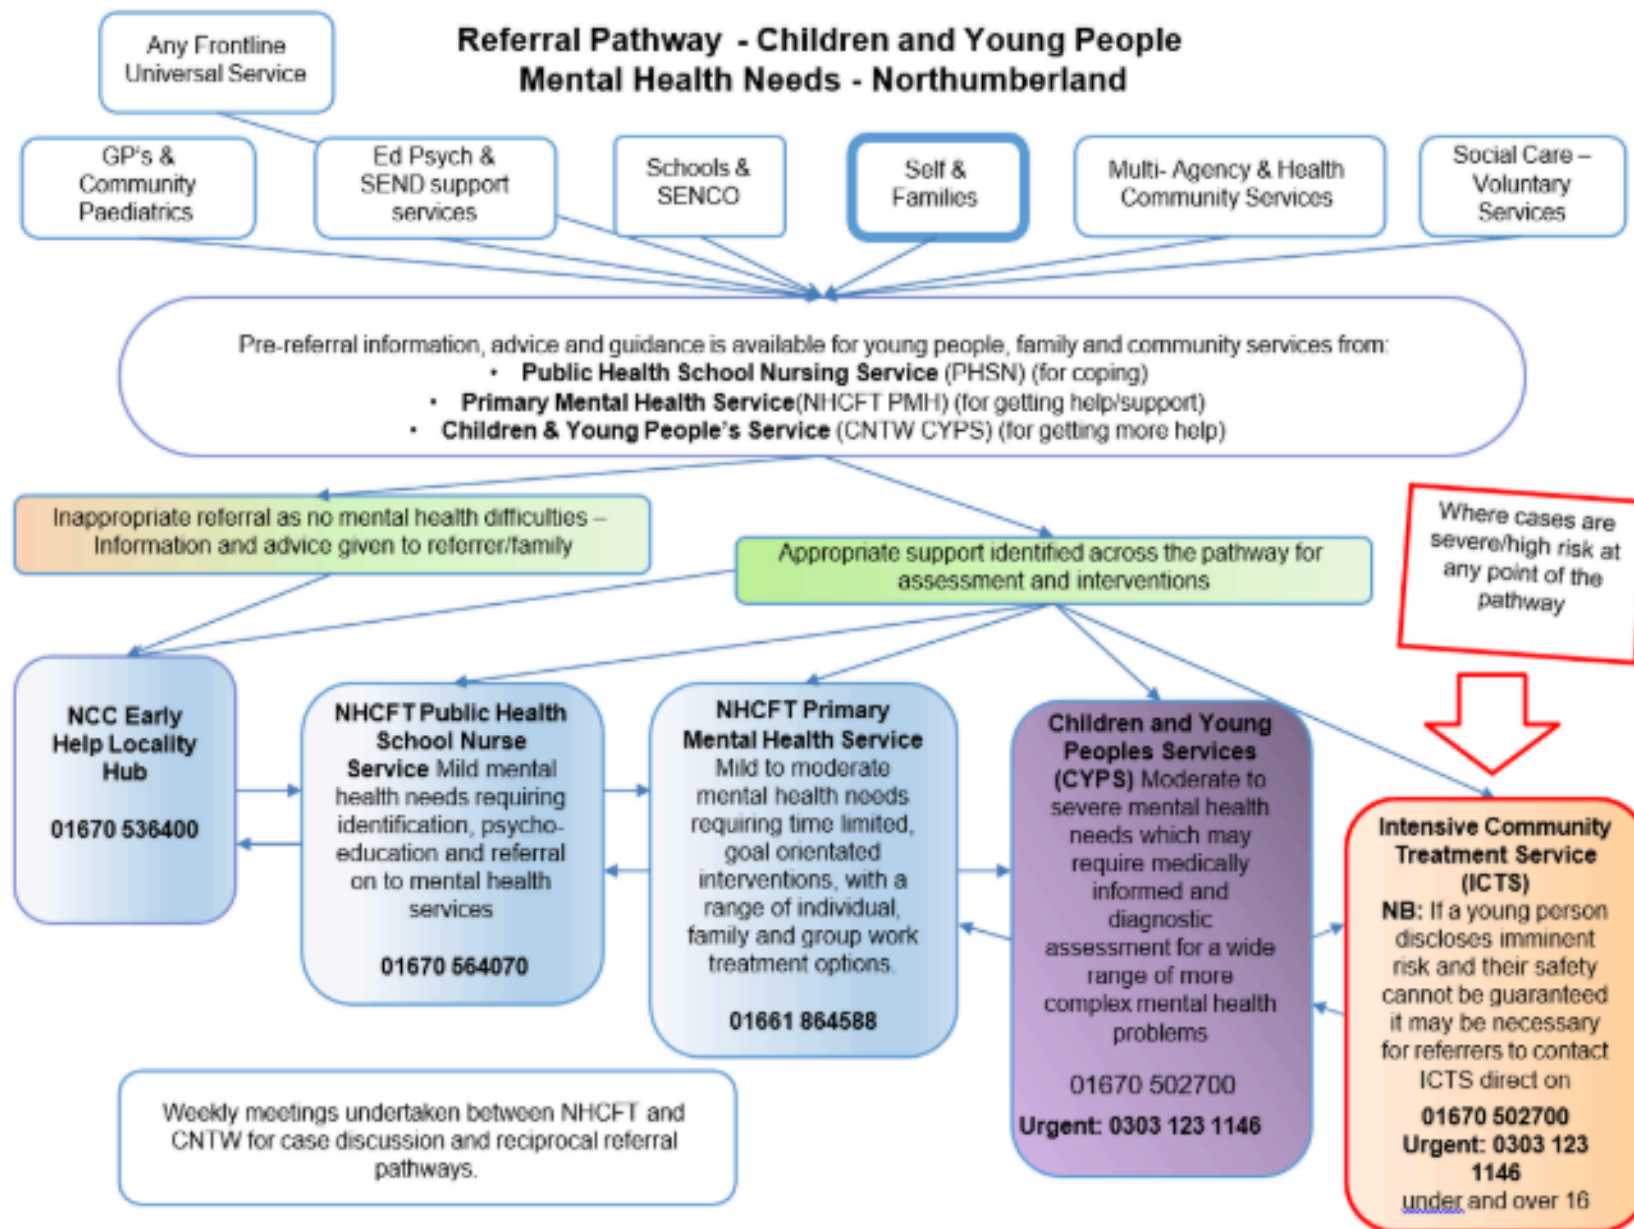 Referral Pathway - Children and Young People
Mental Health Needs - Northumberland
Any Frontline
Universal Service
GP's &
Community
Paediatrics
Ed Psych &
SEND support
services
Schools &
SENCO
Self &
Families
Multi- Agency & Health
Community Services
Social Care –
Voluntary
Services
Pre-referral information, advice and guidance is available for young people, family and community services from:
• Public Health School Nursing Service (PHSN) (for coping)
• Primary Mental Health Service(NHCFT PMH) (for getting help/support)
• Children & Young People's Service (CNTW CYPS) (for getting more help)
Inappropriate referral as no mental health difficulties –
Information and advice given to referrer/family
Appropriate support identified across the pathway for
assessment and interventions
Where cases are
severe/high risk at
any point of the
pathway
NCC Early
Help Locality
Hub
01670 536400
NHCFT Public Health
School Nurse
Service Mild mental
health needs requiring
identification, psycho-
education and referral
on to mental health
services
01670 564070
NHCFT Primary
Mental Health Service
Mild to moderate
mental health needs
requiring time limited,
goal orientated
interventions, with a
range of individual,
family and group work
treatment options.
01661 864588
Children and Young
Peoples Services
(CYPS) Moderate to
severe mental health
needs which may
require medically
informed and
diagnostic
assessment for a wide
range of more
complex mental health
problems
01670 502700
Urgent: 0303 123 1146
Intensive Community
Treatment Service
(ICTS)
NB: If a young person
discloses imminent
risk and their safety
cannot be guaranteed
it may be necessary
for referrers to contact
ICTS direct on
01670 502700
Urgent: 0303 123
1146
under and over 16
Weekly meetings undertaken between NHCFT and
CNTW for case discussion and reciprocal referral
pathways.